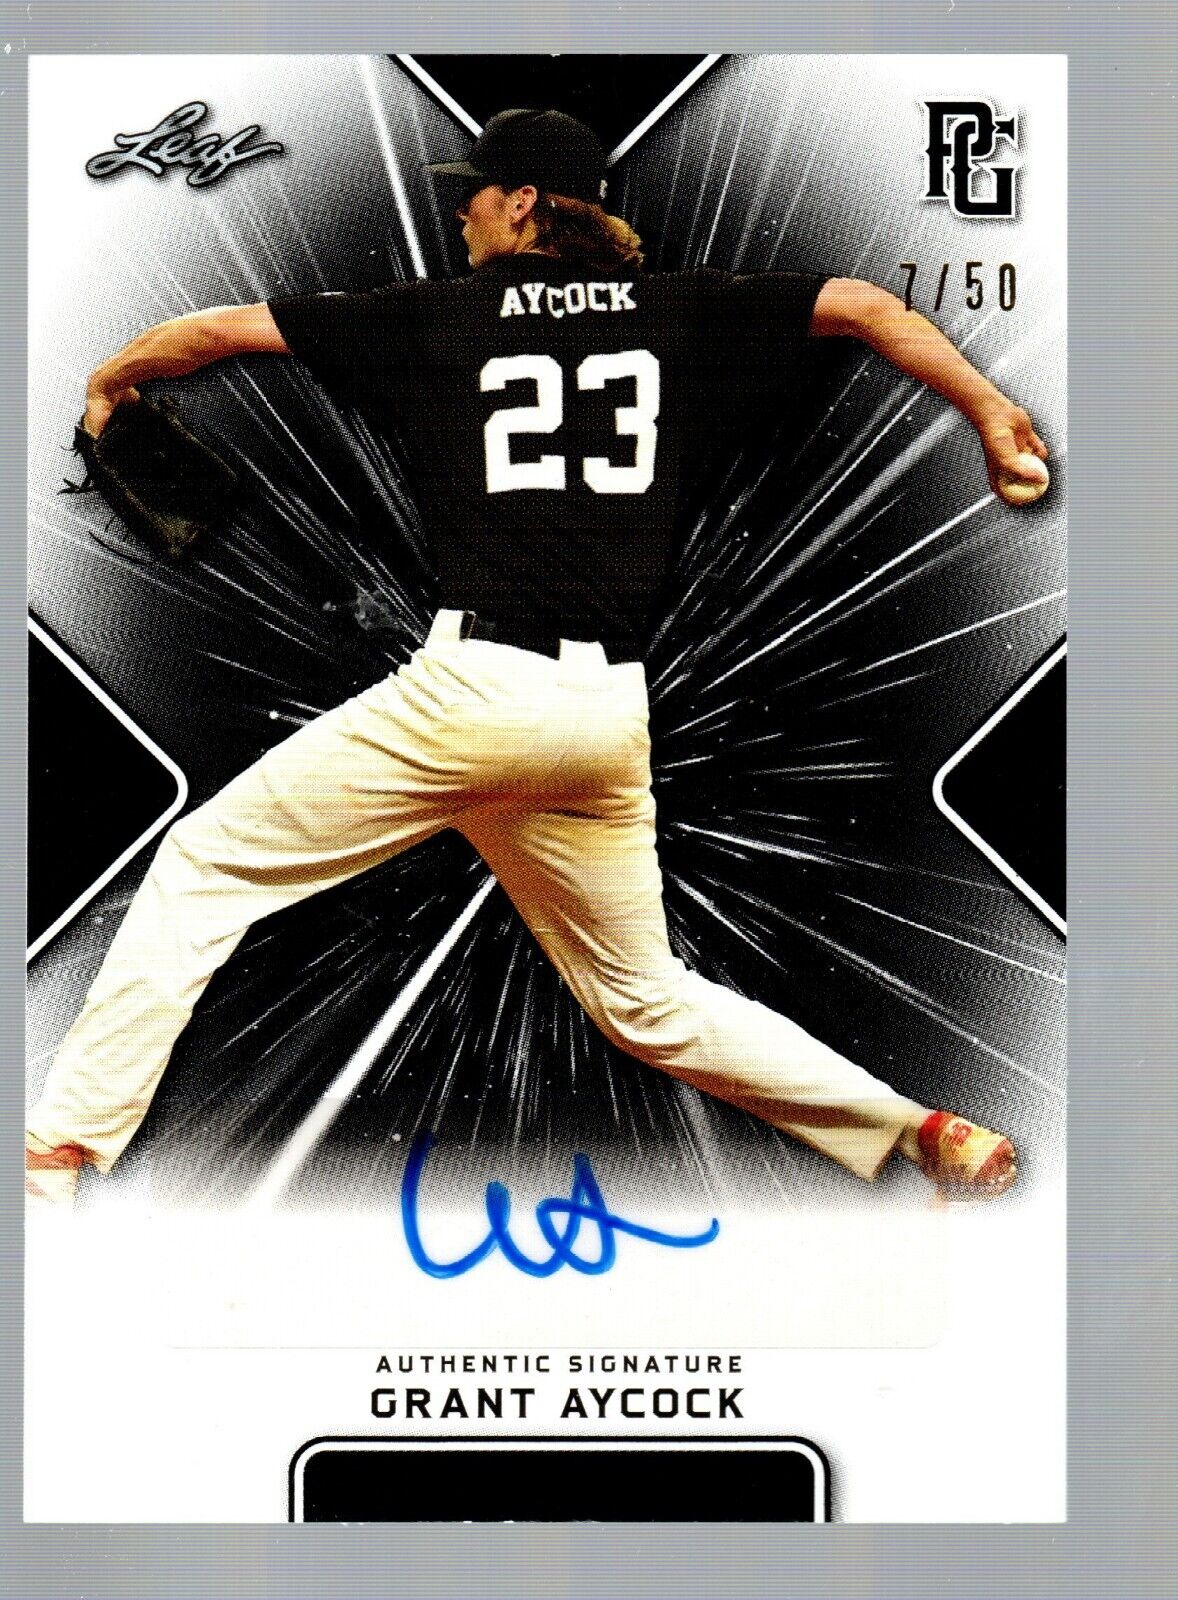 Leaf
PG
7/50
AYCOCK
23
AUTHENTIC SIGNATURE
GRANT AYCOCK